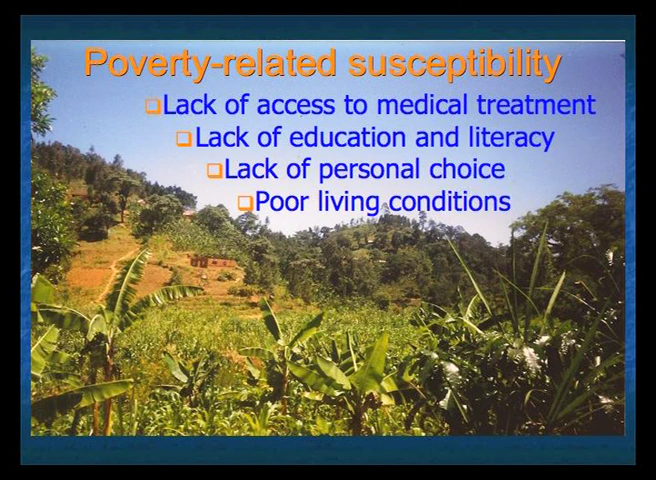 Poverty-related susceptibility
❑Lack of access to medical treatment
❑Lack of education and literacy
❑Lack of personal choice
❑Poor living conditions